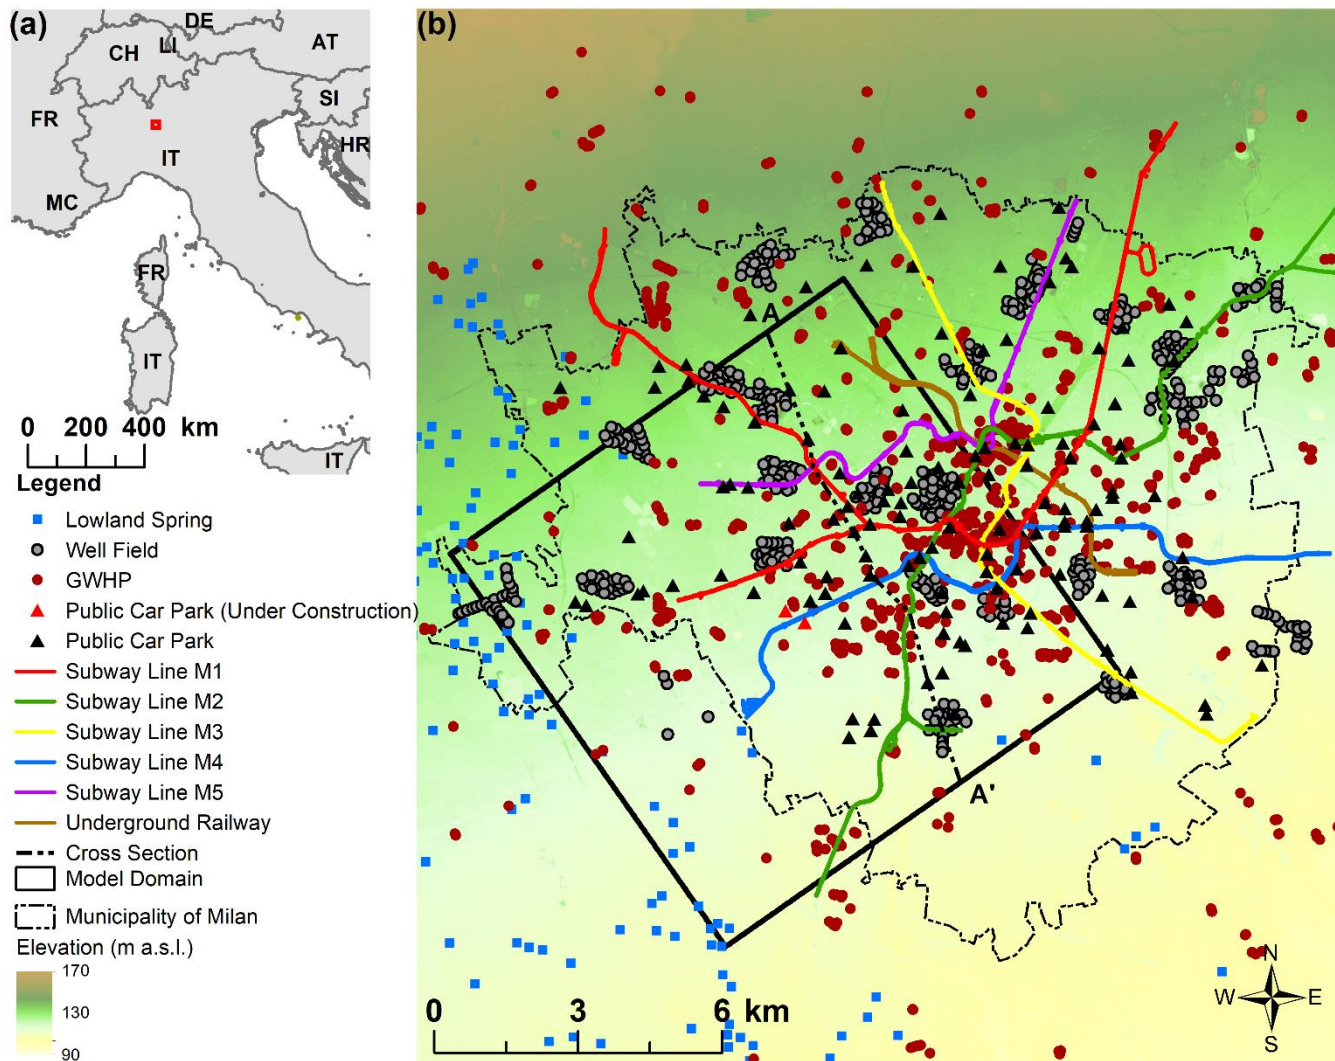 (a)
DE
LI
CH
AT
SI
FR
HR
IT
MC
FR
IT
IT
0 200 400 km
Legend
Lowland Spring
Well Field
GWHP
Public Car Park (Under Construction)
Public Car Park
Subway Line M1
Subway Line M2
Subway Line M3
Subway Line M4
Subway Line M5
Underground Railway
Cross Section
Model Domain
Municipality of Milan
Elevation (m a.s.l.)
170
130
90
(b)
A
A'
0 3 6 km
N
W E
S